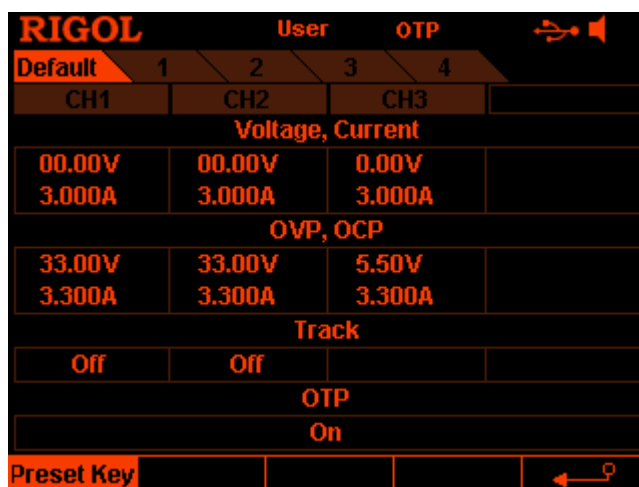 RIGOL User OTP
Default 1 2 3 4
CH1 CH2 CH3
Voltage, Current
00.00V 00.00V 0.00V
3.000A 3.000A 3.000A
OVP, OCP
33.00V 33.00V 5.50V
3.300A 3.300A 3.300A
Track
Off Off
OTP
On
Preset Key